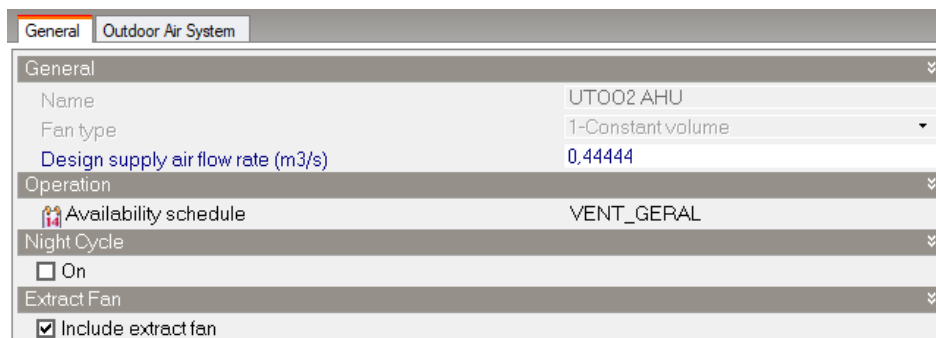 General Outdoor Air System
General
Name UTOO2 AHU
Fan type 1-Constant volume
Design supply air flow rate (m3/s) 0,44444
Operation
14 Availability schedule VENT_GERAL
Night Cycle
On
Extract Fan
Include extract fan